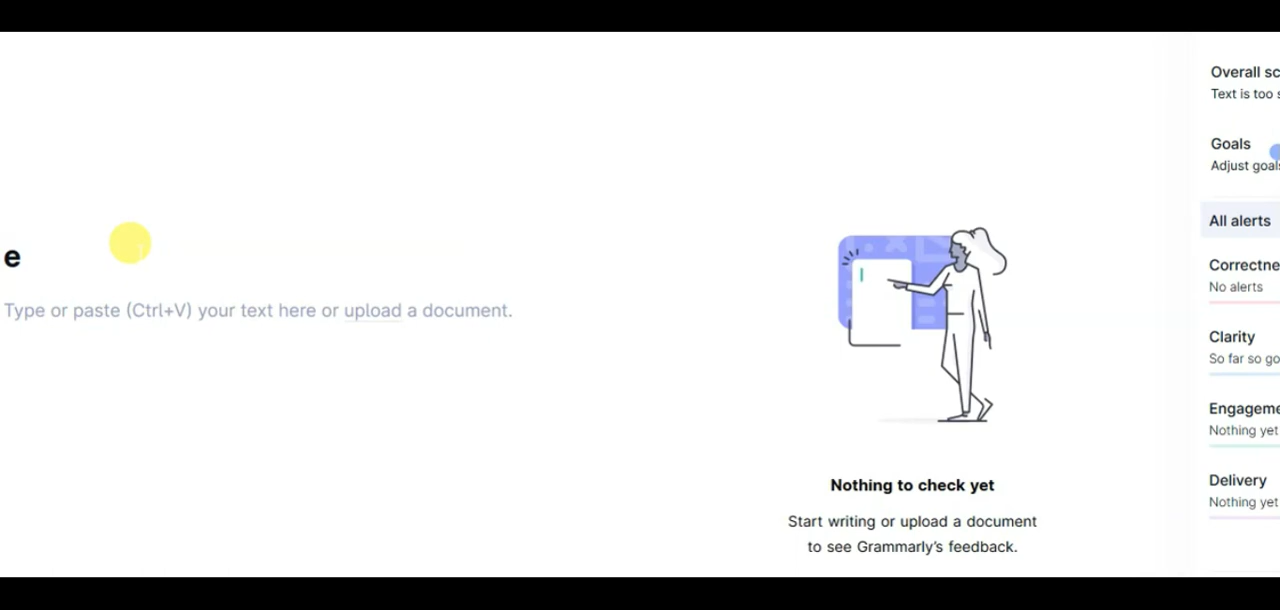 e
Type or paste (Ctrl+V) your text here or upload a document.
Nothing to check yet
Start writing or upload a document
to see Grammarly's feedback.
Overall sc
Text is too s
Goals
Adjust goals
All alerts
Correctne
No alerts
Clarity
So far so go
Engageme
Nothing yet
Delivery
Nothing yet